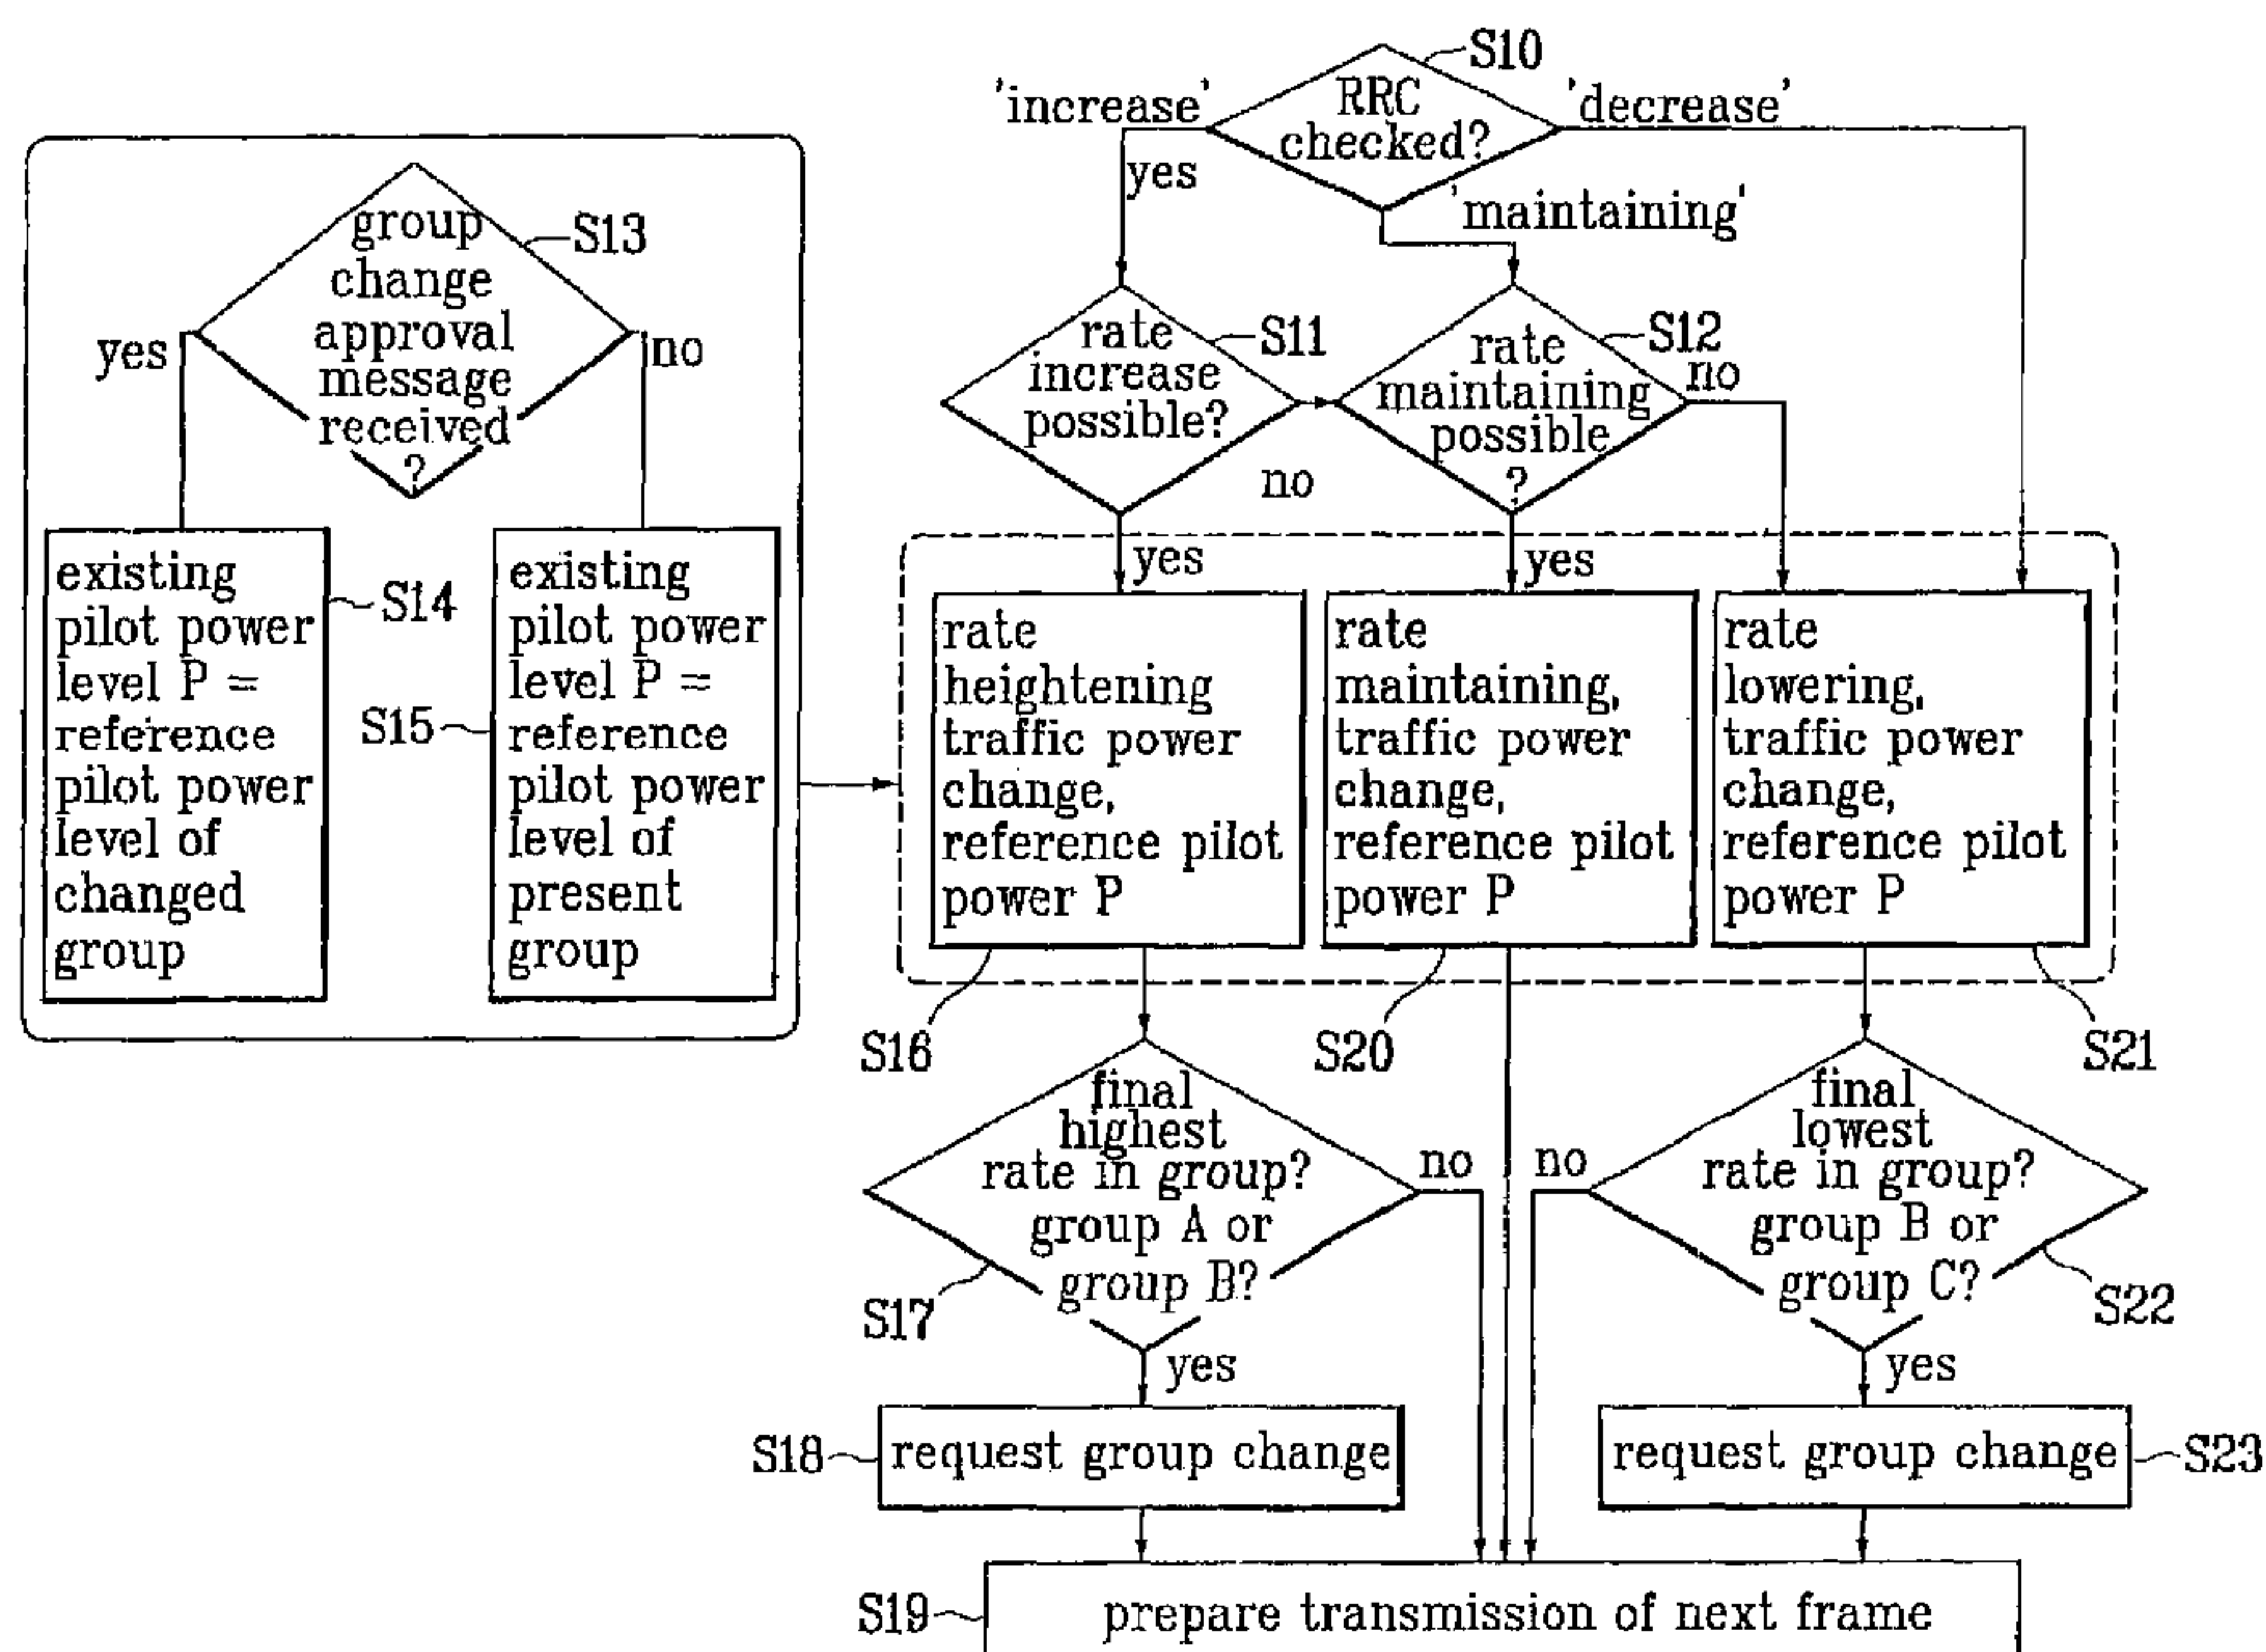 S10
'increase'
RRC
checked?
'decrease'
yes
'maintaining'
group
change
approval
message
received
?
S13
yes
no
rate
increase
possible?
S11
no
rate
maintaining
possible
?
S12
no
existing
pilot power
level P =
reference
pilot power
level of
changed
group
S14
existing
pilot power
level P =
reference
pilot power
level of
present
group
S15
yes
yes
rate
heightening
traffic power
change,
reference pilot
power P
rate
maintaining,
traffic power
change,
reference pilot
power P
rate
lowering,
traffic power
change,
reference pilot
power P
S16
S20
S21
final
highest
rate in group?
group A or
group B?
no
S17
yes
final
lowest
rate in group?
group B or
group C?
no
S22
yes
S18
request group change
request group change
S23
S19
prepare transmission of next frame